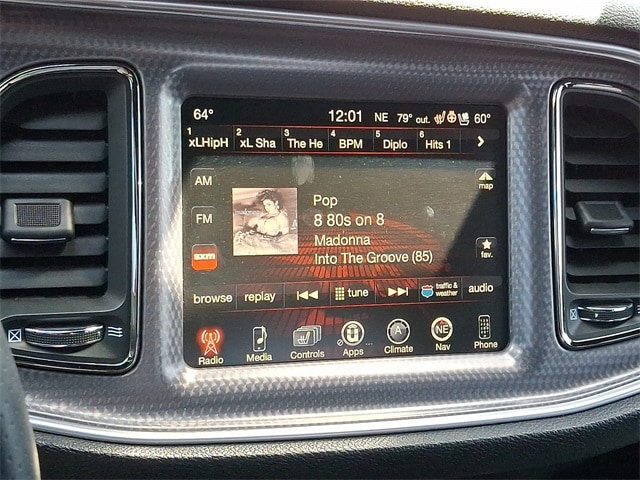 64° 12:01 NE 79° out. 60°
1 2 3 4 5 6
xLHipH xL Sha The He BPM Diplo Hits 1
AM
Pop
map
FM
8 80s on 8
Madonna
sxm
Into The Groove (85)
fav.
browse replay tune traffic & weather audio
A NE
Radio Media Controls Apps Climate Nav Phone